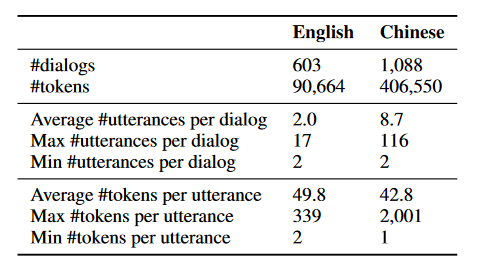 English Chinese
#dialogs 603 1,088
#tokens 90,664 406,550
Average #utterances per dialog 2.0 8.7
Max #utterances per dialog 17 116
Min #utterances per dialog 2 2
Average #tokens per utterance 49.8 42.8
Max #tokens per utterance 339 2,001
Min #tokens per utterance 2 1